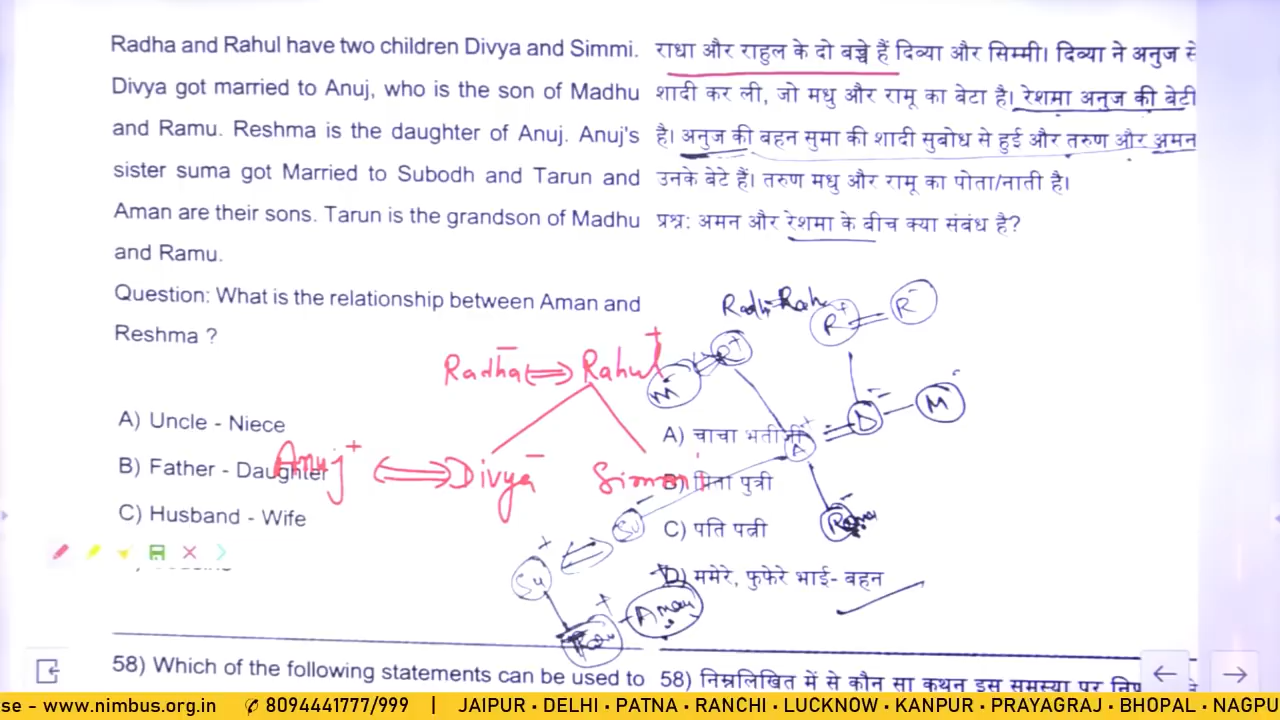 Radha and Rahul have two children Divya and Simmi.
Divya got married to Anuj, who is the son of Madhu
and Ramu. Reshma is the daughter of Anuj. Anuj's
sister suma got Married to Subodh and Tarun and
Aman are their sons. Tarun is the grandson of Madhu
and Ramu.
Question: What is the relationship between Aman and
Reshma ?
A) Uncle - Niece
B) Father - Daughter
C) Husband - Wife
राधा और राहुल के दो बच्चे हैं दिव्या और सिम्मी। दिव्या ने अनुज से
शादी कर ली, जो मधु और रामू का बेटा है। रेशमा अनुज की बेटी
है। अनुज की बहन सुमा की शादी सुबोध से हुई और तरुण और अमन
उनके बेटे हैं। तरुण मधु और रामू का पोता/नाती है।
प्रश्न: अमन और रेशमा के बीच क्या संबंध है?
A) चाचा भतीजी
B) पिता पुत्री
C) पति पत्नी
D) ममेरे, फुफेरे भाई- बहन
Radha Rahul
Anuj Divya Simmi
Radh Rah
R+ R-
M- R+
A+ D- M
Su-
Su+
Aman
58) Which of the following statements can be used to
58) निम्नलिखित में से कौन सा कथन इस समस्या पर
se - www.nimbus.org.in ✆ 8094441777/999 | JAIPUR • DELHI • PATNA • RANCHI • LUCKNOW • KANPUR • PRAYAGRAJ • BHOPAL • NAGPU